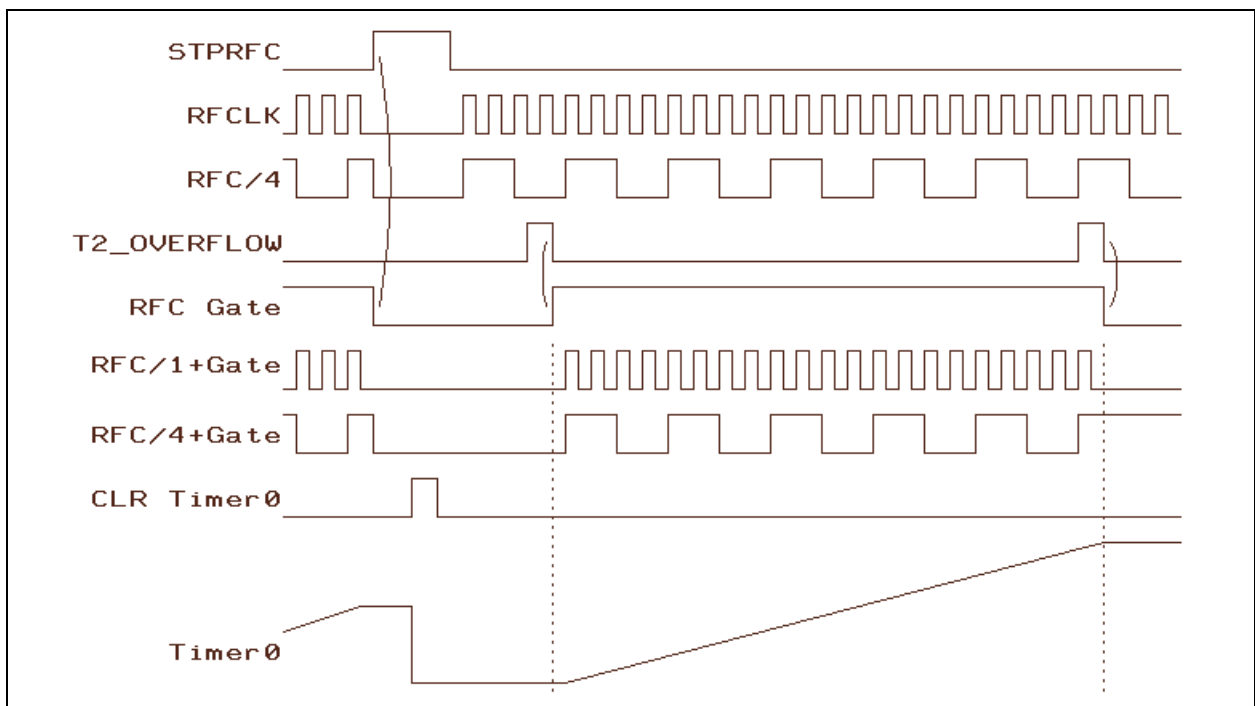 STPRFC
RFCLK
RFC/4
T2_OVERFLOW
RFC Gate
RFC/1+Gate
RFC/4+Gate
CLR Timer0
Timer0